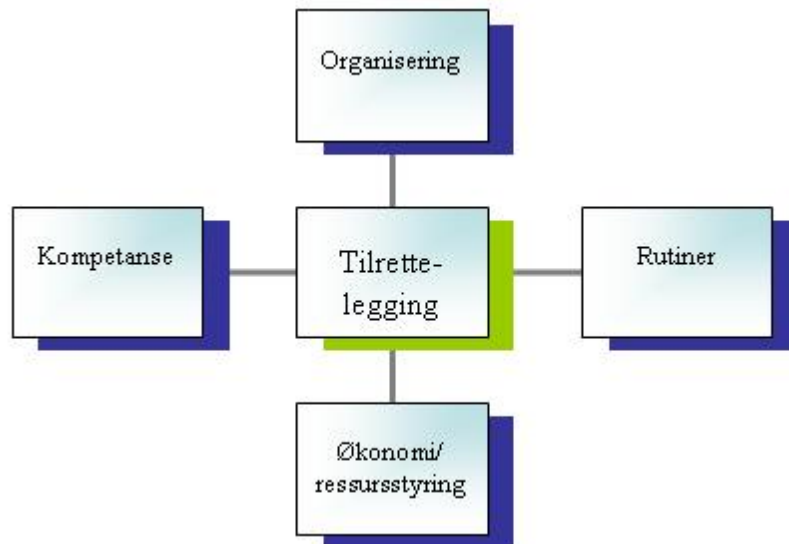 Organisering
Kompetanse
Tilrette-
legging
Rutiner
Økonomi/
ressursstyring